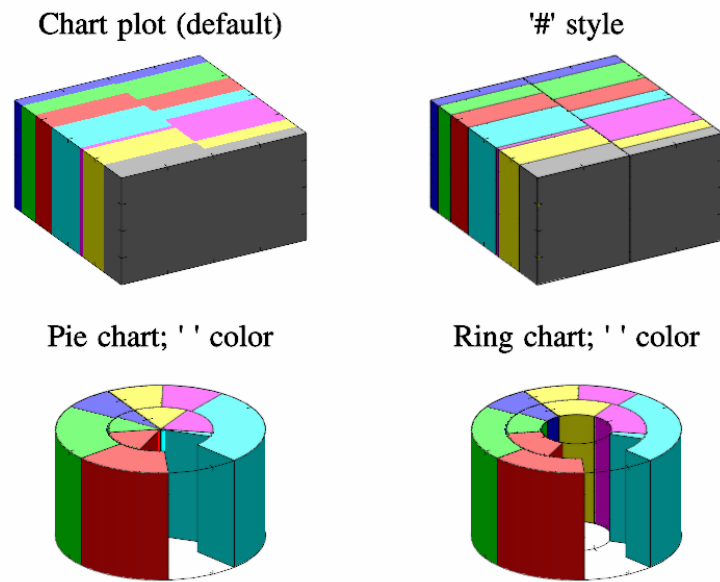 Chart plot (default)
'#' style
Pie chart; ' ' color
Ring chart; ' ' color